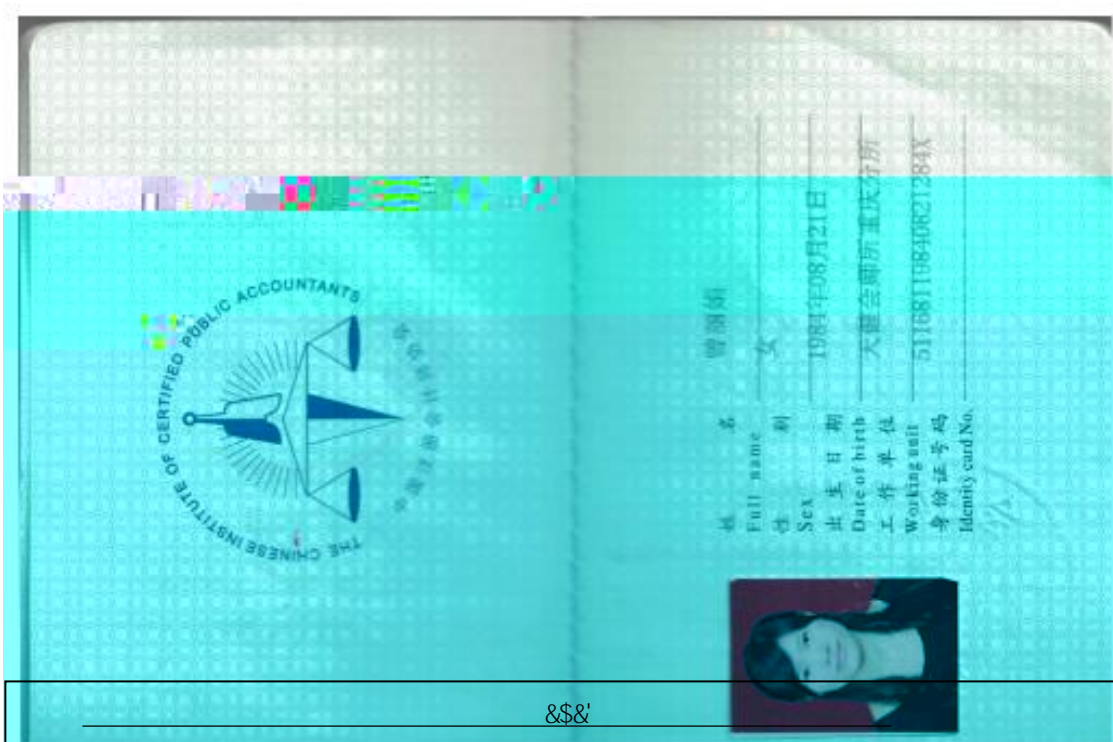 THE CHINESE INSTITUTE OF CERTIFIED PUBLIC ACCOUNTANTS
中国注册会计师协会
姓 名
Full name
性 别 女
Sex
出 生 日 期 1984年08月21日
Date of birth
工 作 单 位 天健会师所重庆分所
Working unit
身份证号码 51168119840821284X
Identity card No.
&$&'